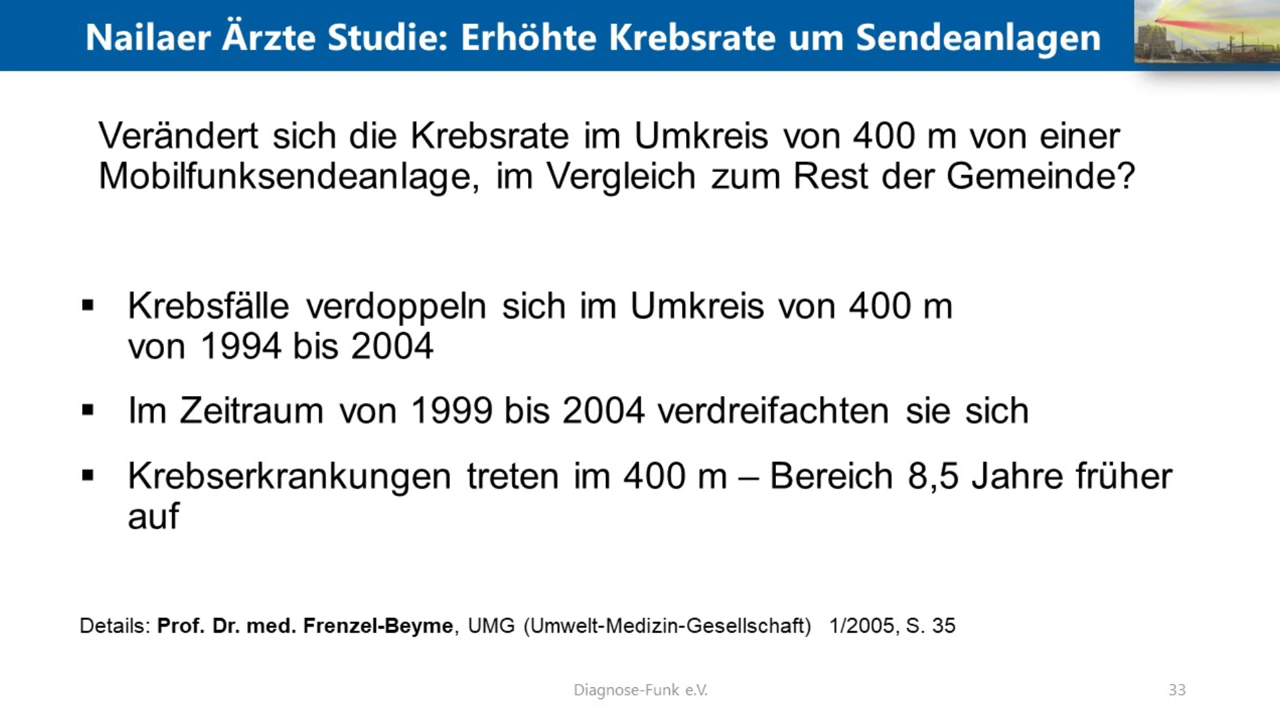 Nailaer Ärzte Studie: Erhöhte Krebsrate um Sendeanlagen
Verändert sich die Krebsrate im Umkreis von 400 m von einer
Mobilfunksendeanlage, im Vergleich zum Rest der Gemeinde?
▪ Krebsfälle verdoppeln sich im Umkreis von 400 m
von 1994 bis 2004
▪ Im Zeitraum von 1999 bis 2004 verdreifachten sie sich
▪ Krebserkrankungen treten im 400 m – Bereich 8,5 Jahre früher
auf
Details: Prof. Dr. med. Frenzel-Beyme, UMG (Umwelt-Medizin-Gesellschaft) 1/2005, S. 35
Diagnose-Funk e.V.
33